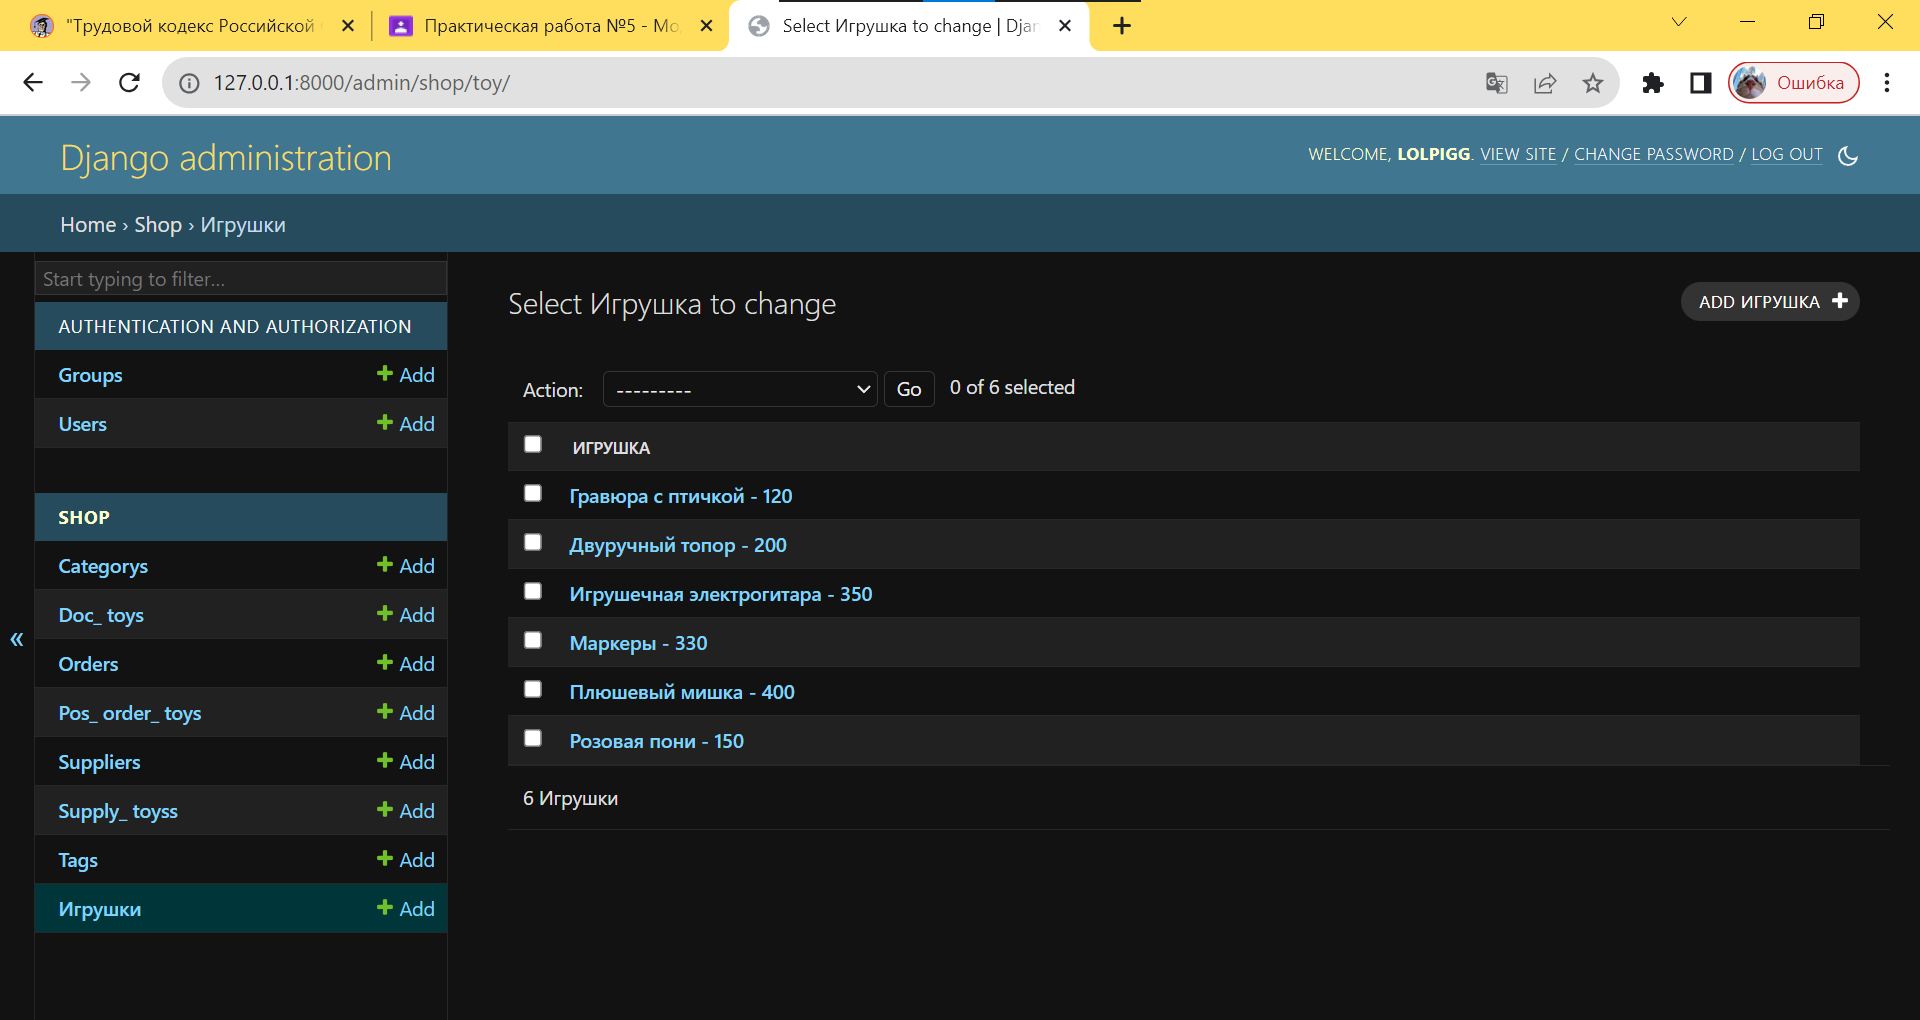 "Трудовой кодекс Российской
Практическая работа №5 - Мо
Select Игрушка to change | Djan
127.0.0.1:8000/admin/shop/toy/
Ошибка
Django administration
WELCOME, LOLPIGG. VIEW SITE / CHANGE PASSWORD / LOG OUT
Home › Shop › Игрушки
Start typing to filter...
AUTHENTICATION AND AUTHORIZATION
Groups + Add
Users + Add
SHOP
Categorys + Add
Doc_ toys + Add
Orders + Add
Pos_ order_ toys + Add
Suppliers + Add
Supply_ toyss + Add
Tags + Add
Игрушки + Add
«
Select Игрушка to change
ADD ИГРУШКА +
Action: --------- Go 0 of 6 selected
ИГРУШКА
Гравюра с птичкой - 120
Двуручный топор - 200
Игрушечная электрогитара - 350
Маркеры - 330
Плюшевый мишка - 400
Розовая пони - 150
6 Игрушки